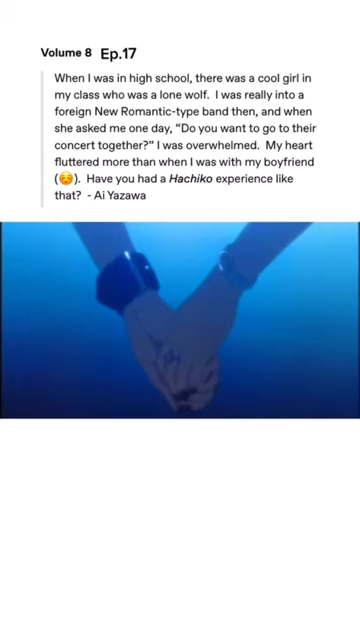 Volume 8 Ep.17
When I was in high school, there was a cool girl in
my class who was a lone wolf.  I was really into a
foreign New Romantic-type band then, and when
she asked me one day, “Do you want to go to their
concert together?” I was overwhelmed.  My heart
fluttered more than when I was with my boyfriend
(☺️).  Have you had a Hachiko experience like
that?  - Ai Yazawa